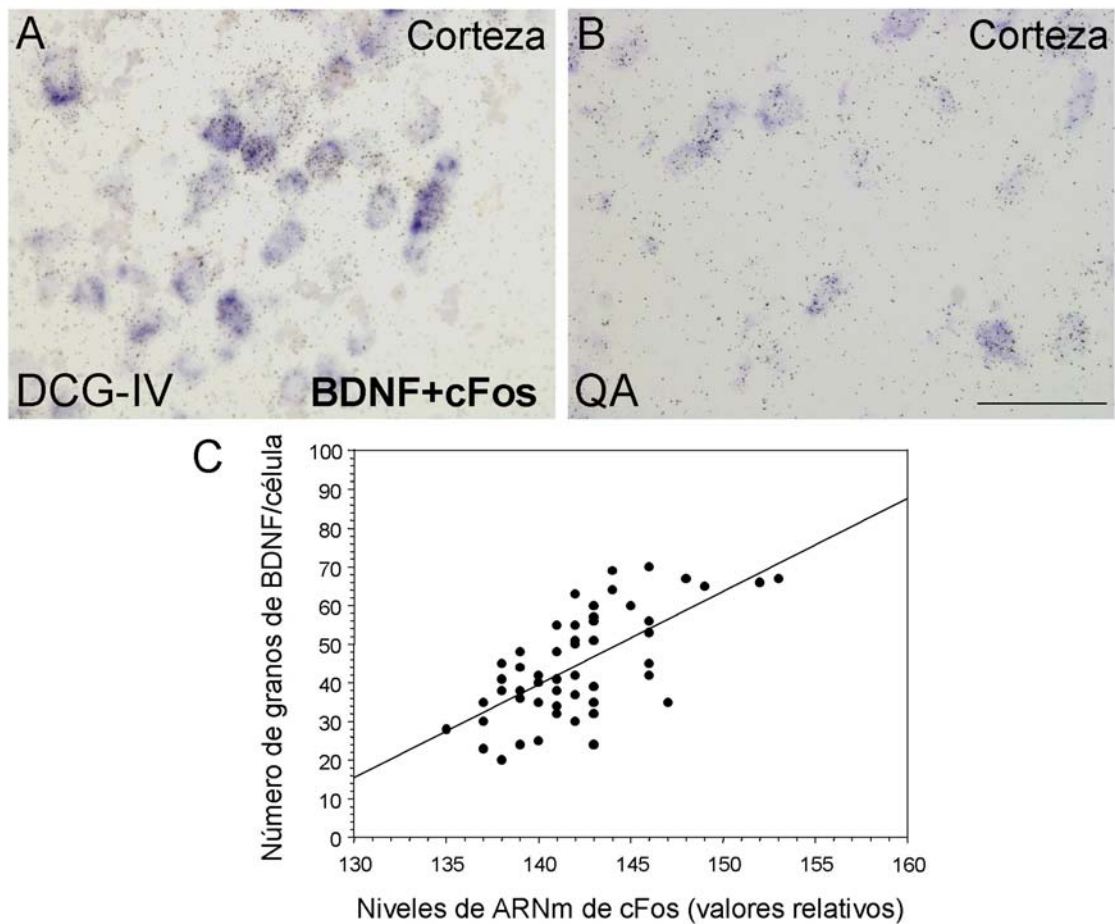 A
Corteza
DCG-IV
BDNF+cFos
B
Corteza
QA
C
Número de granos de BDNF/célula
100
90
80
70
60
50
40
30
20
10
0
130
135
140
145
150
155
160
Niveles de ARNm de cFos (valores relativos)